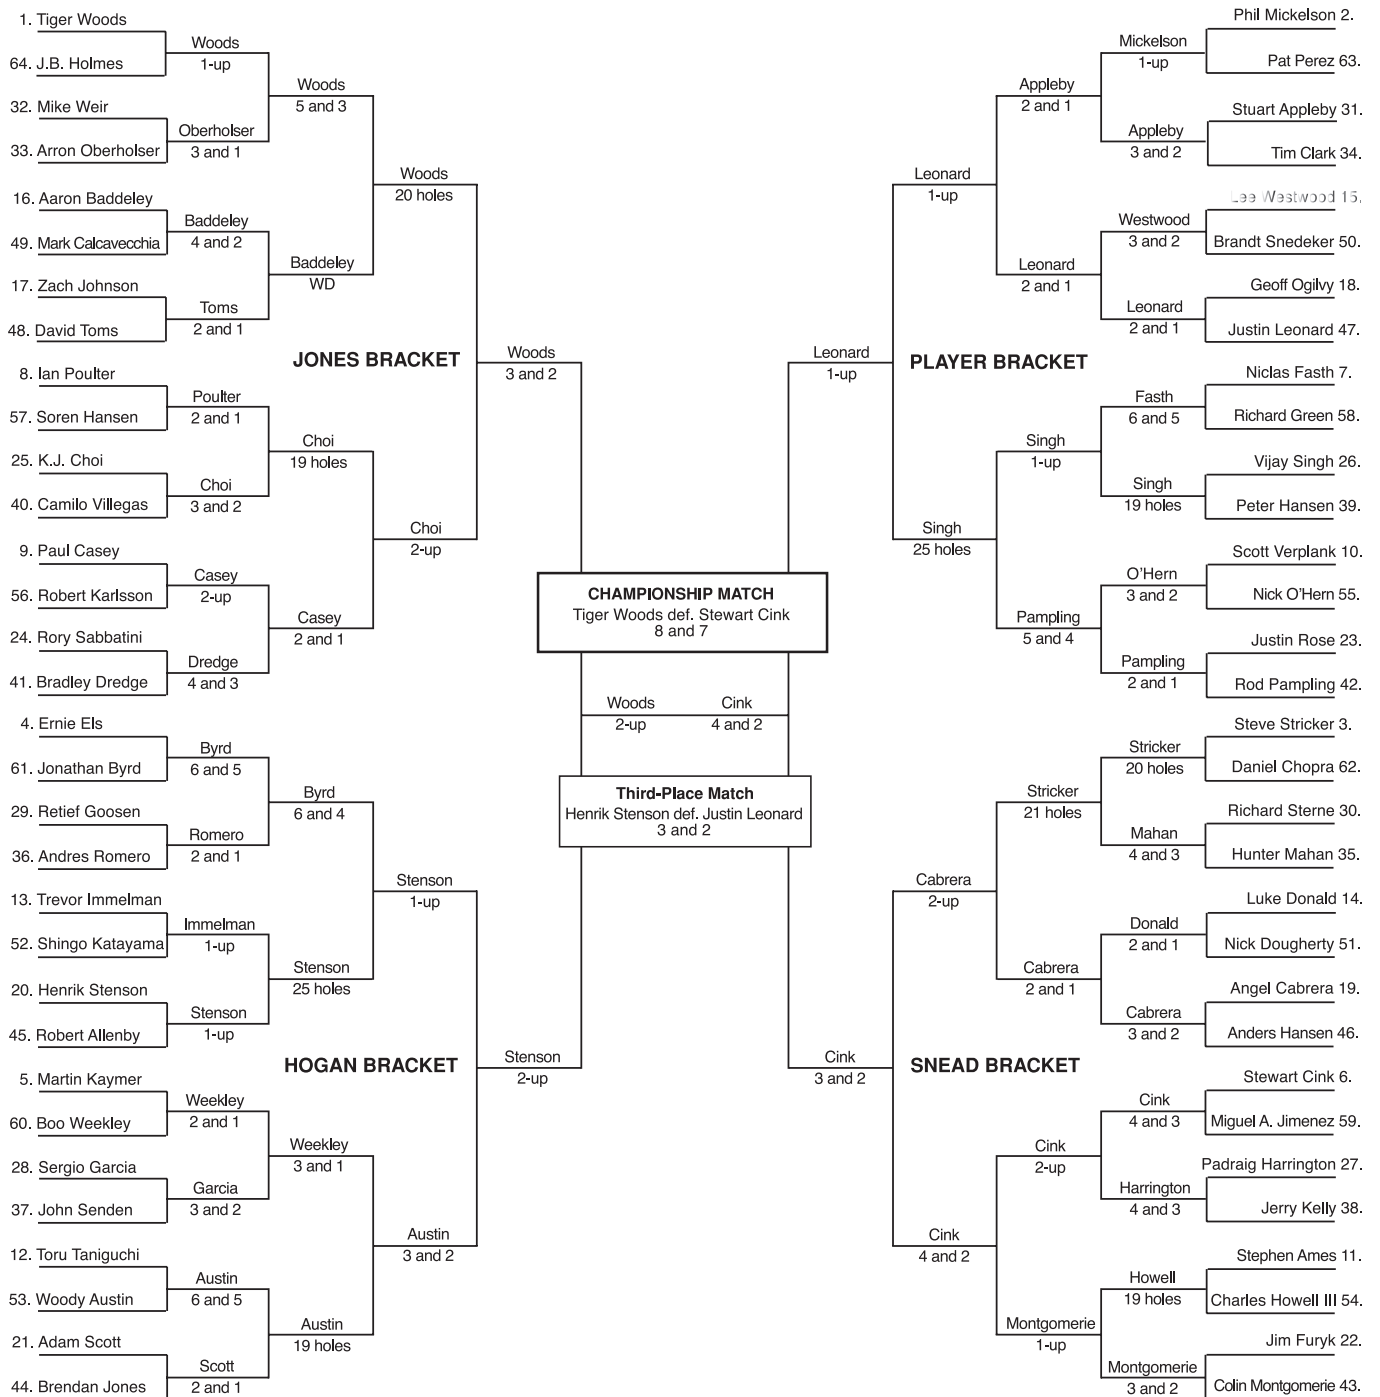 1. Tiger Woods
Woods
1-up
64. J.B. Holmes
Woods
5 and 3
32. Mike Weir
Oberholser
3 and 1
33. Arron Oberholser
Woods
20 holes
16. Aaron Baddeley
Baddeley
4 and 2
49. Mark Calcavecchia
Baddeley
WD
17. Zach Johnson
Toms
2 and 1
48. David Toms
JONES BRACKET
Woods
3 and 2
8. Ian Poulter
Poulter
2 and 1
57. Soren Hansen
Choi
19 holes
25. K.J. Choi
Choi
3 and 2
40. Camilo Villegas
Choi
2-up
9. Paul Casey
Casey
2-up
56. Robert Karlsson
Casey
2 and 1
24. Rory Sabbatini
Dredge
4 and 3
41. Bradley Dredge
4. Ernie Els
Byrd
6 and 5
61. Jonathan Byrd
Byrd
6 and 4
29. Retief Goosen
Romero
2 and 1
36. Andres Romero
Stenson
1-up
13. Trevor Immelman
Immelman
1-up
52. Shingo Katayama
Stenson
25 holes
20. Henrik Stenson
Stenson
1-up
45. Robert Allenby
HOGAN BRACKET
Stenson
2-up
5. Martin Kaymer
Weekley
2 and 1
60. Boo Weekley
Weekley
3 and 1
28. Sergio Garcia
Garcia
3 and 2
37. John Senden
Austin
3 and 2
12. Toru Taniguchi
Austin
6 and 5
53. Woody Austin
Austin
19 holes
21. Adam Scott
Scott
2 and 1
44. Brendan Jones
CHAMPIONSHIP MATCH
Tiger Woods def. Stewart Cink
8 and 7
Woods
2-up
Cink
4 and 2
Third-Place Match
Henrik Stenson def. Justin Leonard
3 and 2
Phil Mickelson 2.
Mickelson
1-up
Pat Perez 63.
Appleby
2 and 1
Stuart Appleby 31.
Appleby
3 and 2
Tim Clark 34.
Leonard
1-up
Lee Westwood 15.
Westwood
3 and 2
Brandt Snedeker 50.
Leonard
2 and 1
Geoff Ogilvy 18.
Leonard
2 and 1
Justin Leonard 47.
Leonard
1-up
PLAYER BRACKET
Niclas Fasth 7.
Fasth
6 and 5
Richard Green 58.
Singh
1-up
Vijay Singh 26.
Singh
19 holes
Peter Hansen 39.
Singh
25 holes
Scott Verplank 10.
O'Hern
3 and 2
Nick O'Hern 55.
Pampling
5 and 4
Justin Rose 23.
Pampling
2 and 1
Rod Pampling 42.
Steve Stricker 3.
Stricker
20 holes
Daniel Chopra 62.
Stricker
21 holes
Richard Sterne 30.
Mahan
4 and 3
Hunter Mahan 35.
Cabrera
2-up
Luke Donald 14.
Donald
2 and 1
Nick Dougherty 51.
Cabrera
2 and 1
Angel Cabrera 19.
Cabrera
3 and 2
Anders Hansen 46.
Cink
3 and 2
SNEAD BRACKET
Stewart Cink 6.
Cink
4 and 3
Miguel A. Jimenez 59.
Cink
2-up
Padraig Harrington 27.
Harrington
4 and 3
Jerry Kelly 38.
Cink
4 and 2
Stephen Ames 11.
Howell
19 holes
Charles Howell III 54.
Montgomerie
1-up
Jim Furyk 22.
Montgomerie
3 and 2
Colin Montgomerie 43.